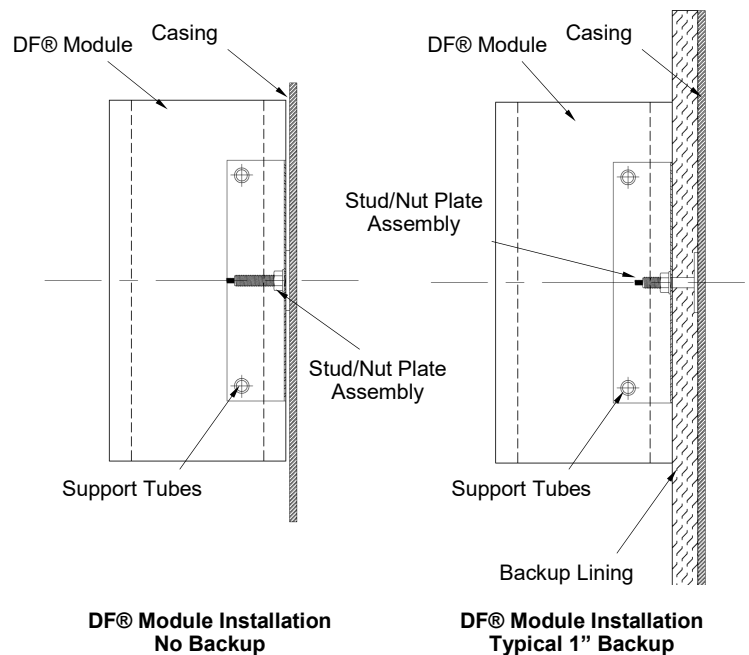 DF® Module
Casing
Stud/Nut Plate
Assembly
Support Tubes
DF® Module Installation
No Backup
DF® Module
Casing
Stud/Nut Plate
Assembly
Support Tubes
Backup Lining
DF® Module Installation
Typical 1” Backup